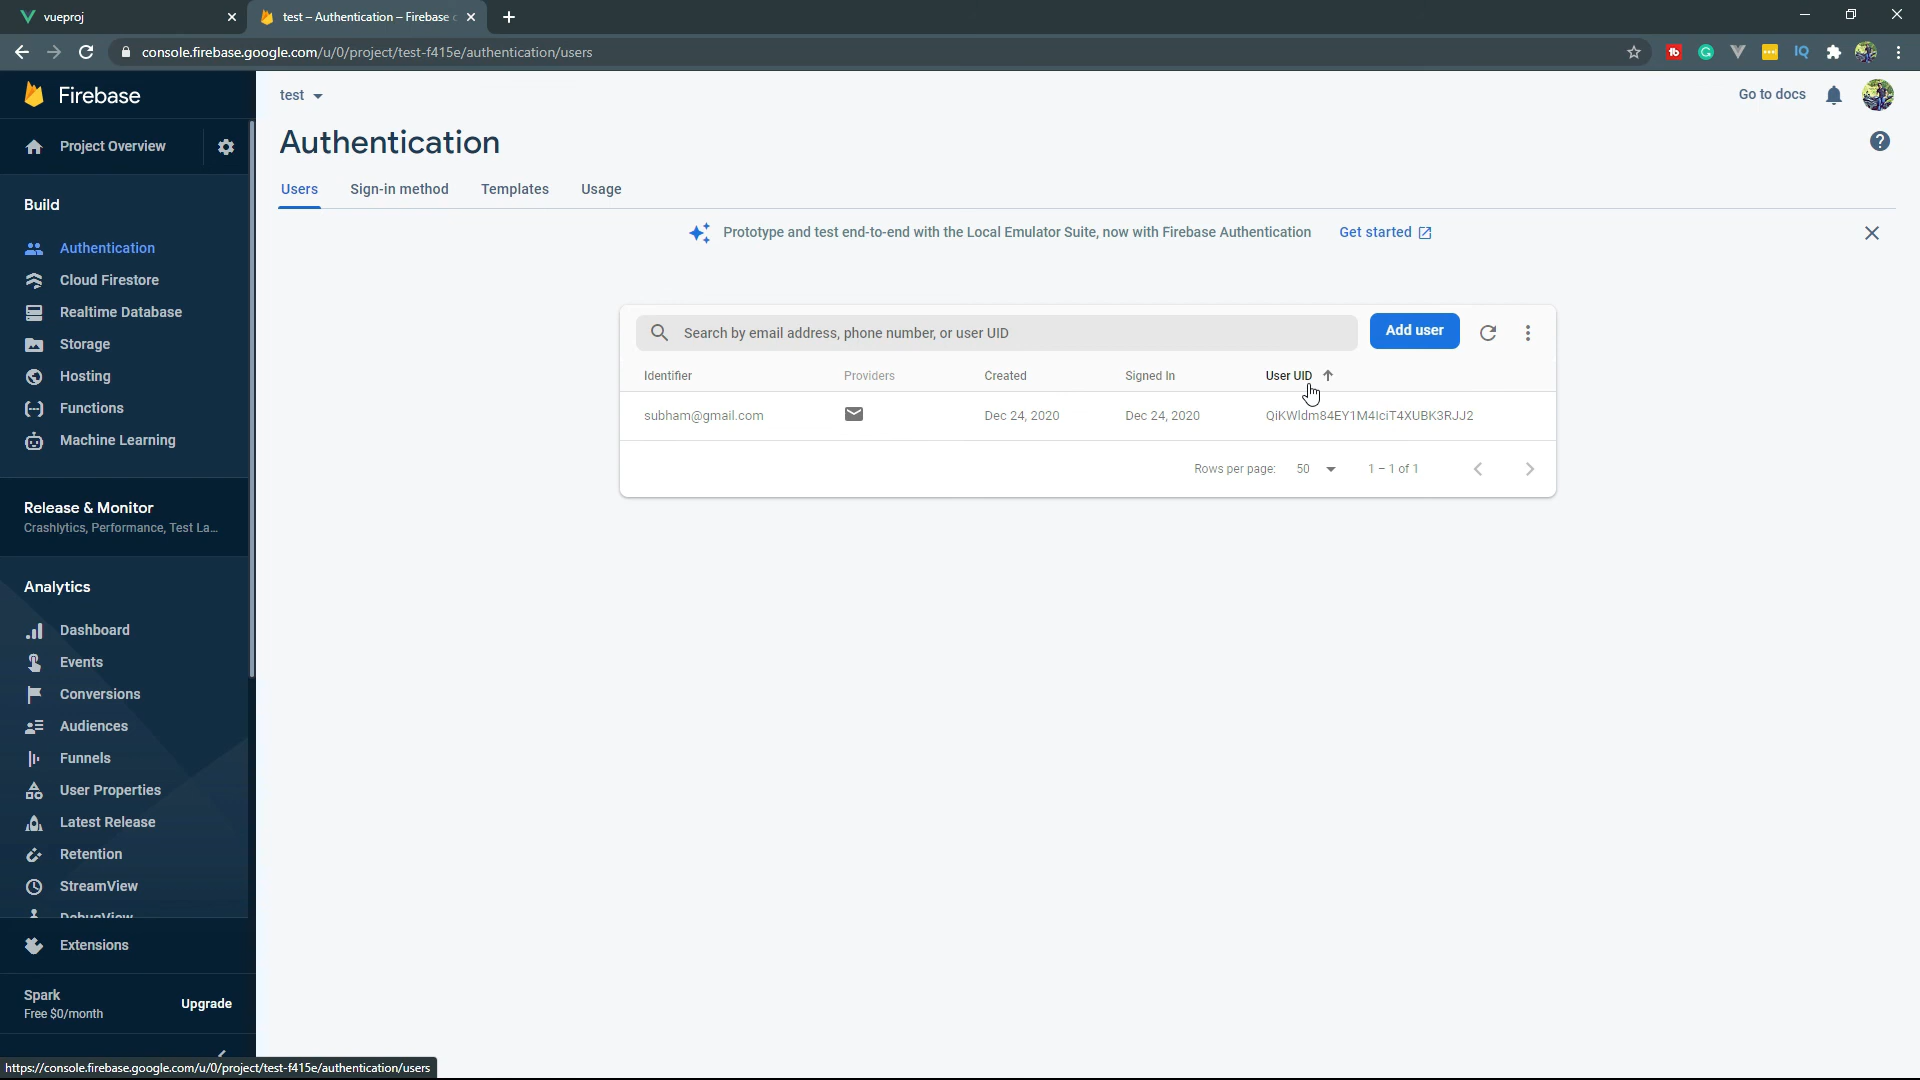 vueproj
test – Authentication – Firebase c
console.firebase.google.com/u/0/project/test-f415e/authentication/users
Firebase
test
Go to docs
Project Overview
Authentication
Users
Sign-in method
Templates
Usage
Build
Prototype and test end-to-end with the Local Emulator Suite, now with Firebase Authentication
Get started
Authentication
Cloud Firestore
Realtime Database
Storage
Hosting
Functions
Machine Learning
Search by email address, phone number, or user UID
Add user
Identifier
Providers
Created
Signed In
User UID
subham@gmail.com
Dec 24, 2020
Dec 24, 2020
QiKWldm84EY1M4IciT4XUBK3RJJ2
Rows per page:
50
1 – 1 of 1
Release & Monitor
Crashlytics, Performance, Test La...
Analytics
Dashboard
Events
Conversions
Audiences
Funnels
User Properties
Latest Release
Retention
StreamView
DebugView
Extensions
Spark
Free $0/month
Upgrade
https://console.firebase.google.com/u/0/project/test-f415e/authentication/users